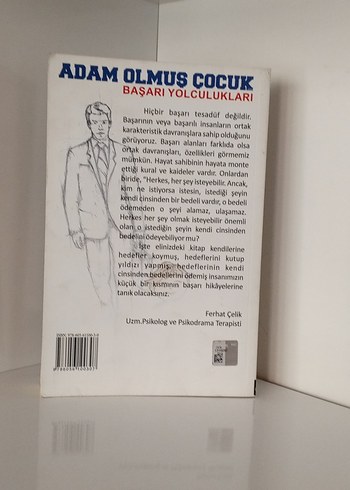 ADAM OLMUŞ ÇOCUK
BAŞARI YOLCULUKLARI
Hiçbir başarı tesadüf değildir.
Başarının veya başarılı insanların ortak
karakteristik davranışlara sahip olduğunu
görüyoruz. Başarı alanları farklıda olsa
ortak davranışları, özellikleri görmemiz
mümkün. Hayat sahibinin hayata monte
ettiği kural ve kaideler vardır. Onlardan
biride, "Herkes, her şey isteyebilir. Ancak,
kim ne istiyorsa istesin, istediği şeyin
kendi cinsinden bir bedeli vardır, o bedeli
ödemeden o şeyi alamaz, ulaşamaz.
Herkes her şey olmak isteyebilir önemli
olan o istediğin şeyin kendi cinsinden
bedelini ödeyebiliyor mu?
İşte elinizdeki kitap kendilerine
hedefler koymuş, hedeflerini kutup
yıldızı yapmış, hedeflerinin kendi
cinsinden bedellerini ödemiş insanımızın
küçük bir kısmının başarı hikâyelerine
tanık olacaksınız.
Ferhat Çelik
Uzm.Psikolog ve Psikodrama Terapisti